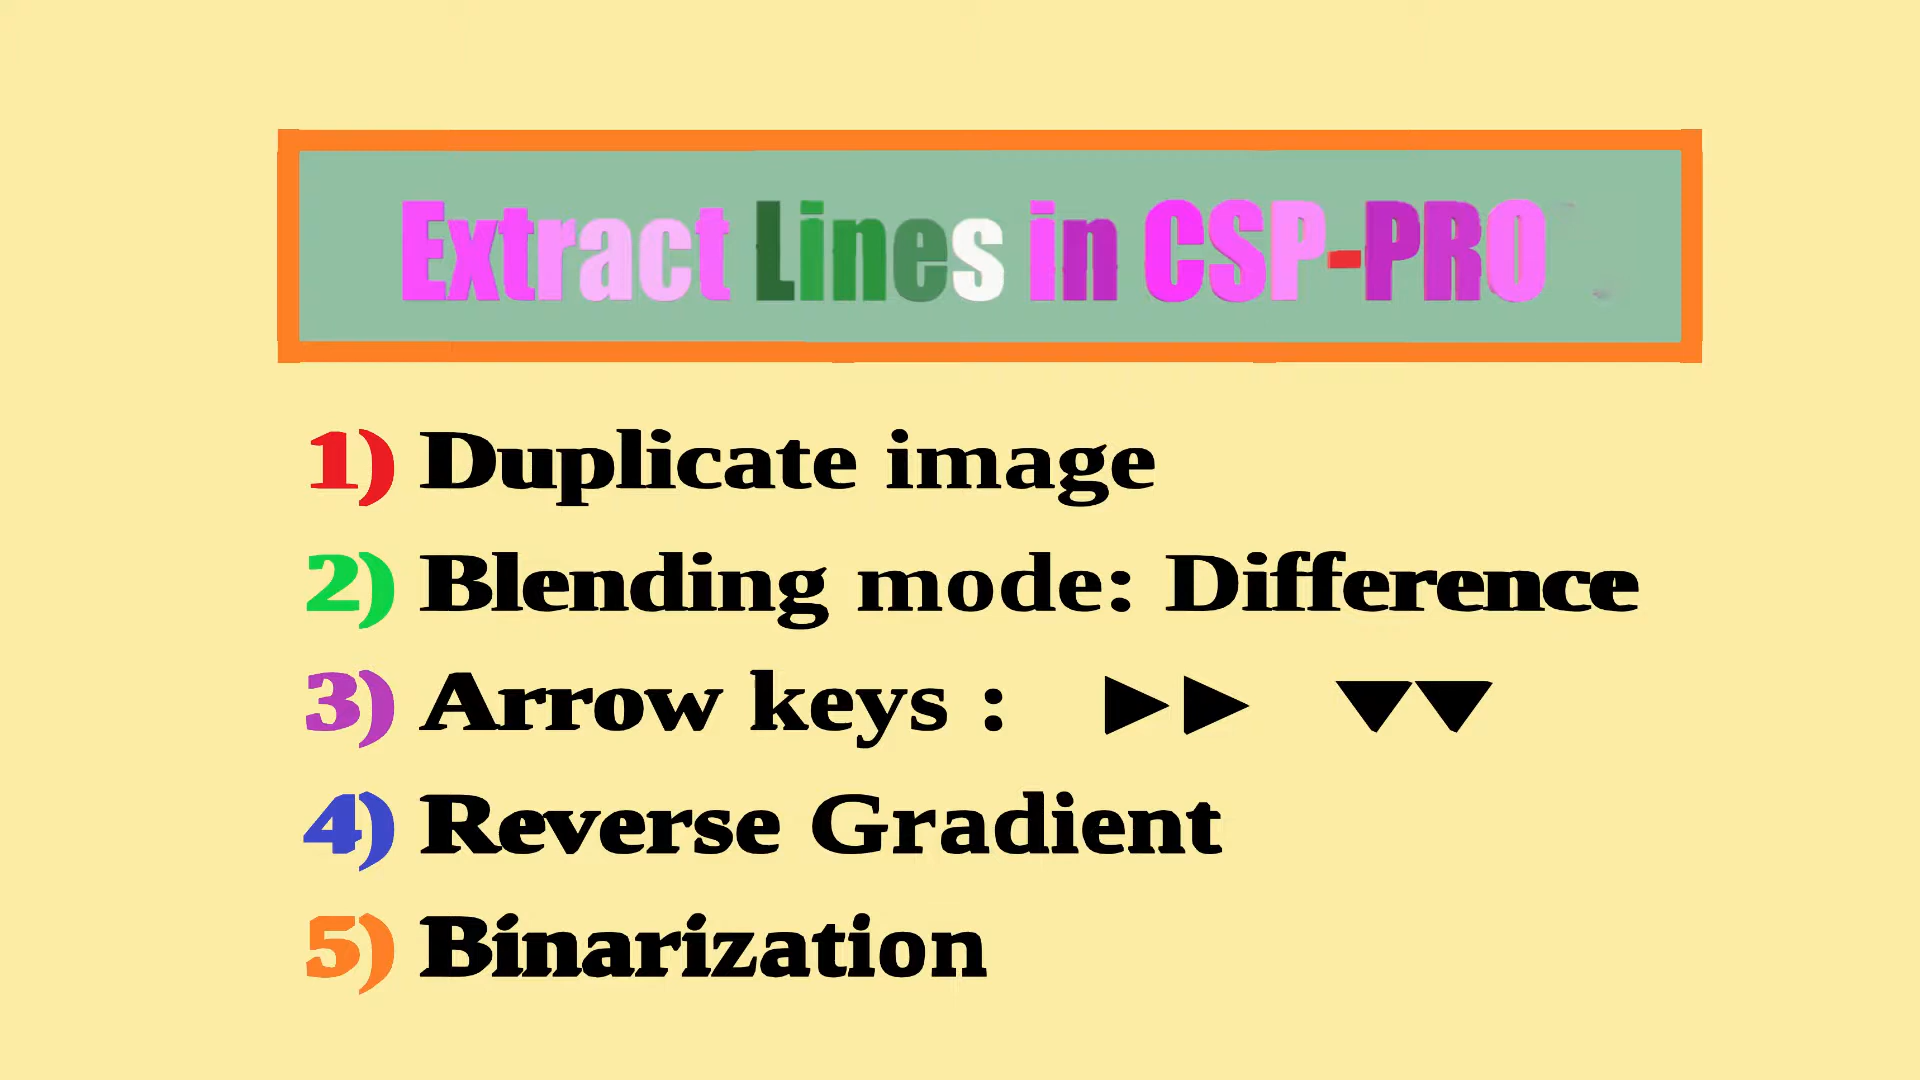 Extract Lines in CSP-PRO
1) Duplicate image
2) Blending mode: Difference
3) Arrow keys : ►► ▼▼
4) Reverse Gradient
5) Binarization